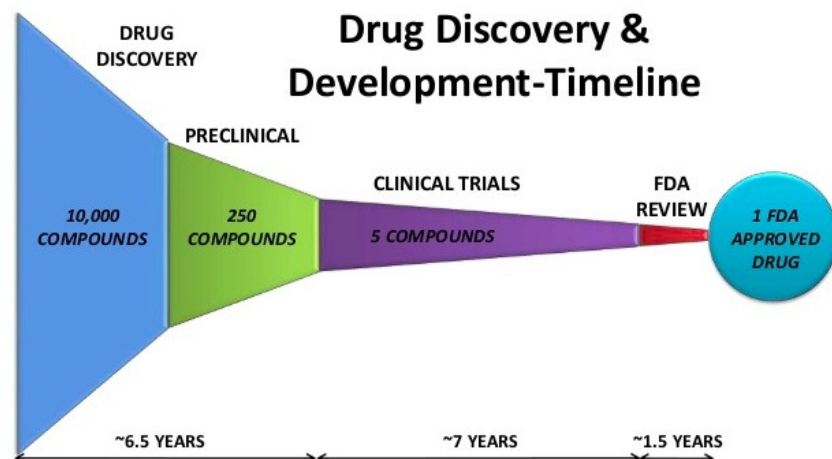 Drug Discovery &
Development-Timeline
DRUG
DISCOVERY
PRECLINICAL
CLINICAL TRIALS
FDA
REVIEW
10,000
COMPOUNDS
250
COMPOUNDS
5 COMPOUNDS
1 FDA
APPROVED
DRUG
~6.5 YEARS
~7 YEARS
~1.5 YEARS